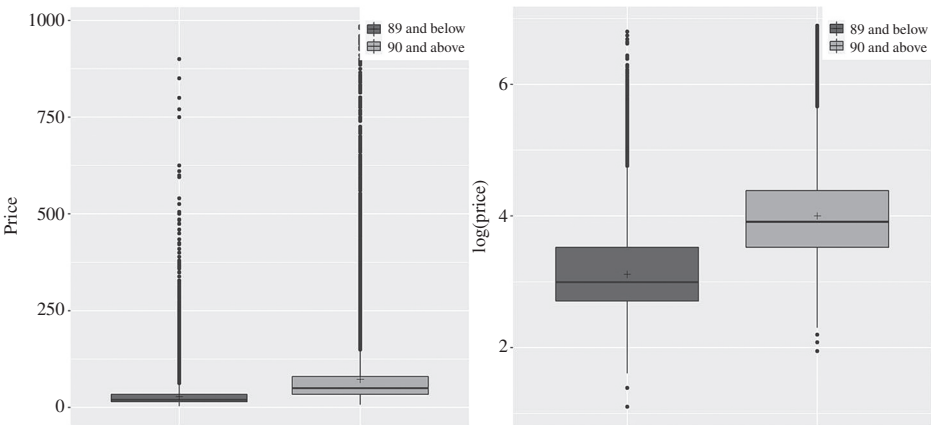 1000
750
500
250
0
Price
89 and below
90 and above
6
4
2
log(price)
89 and below
90 and above